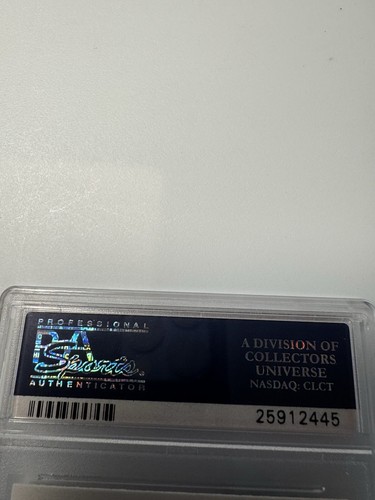 PROFESSIONAL
PSA
Sports
AUTHENTICATOR
A DIVISION OF
COLLECTORS
UNIVERSE
NASDAQ: CLCT
25912445